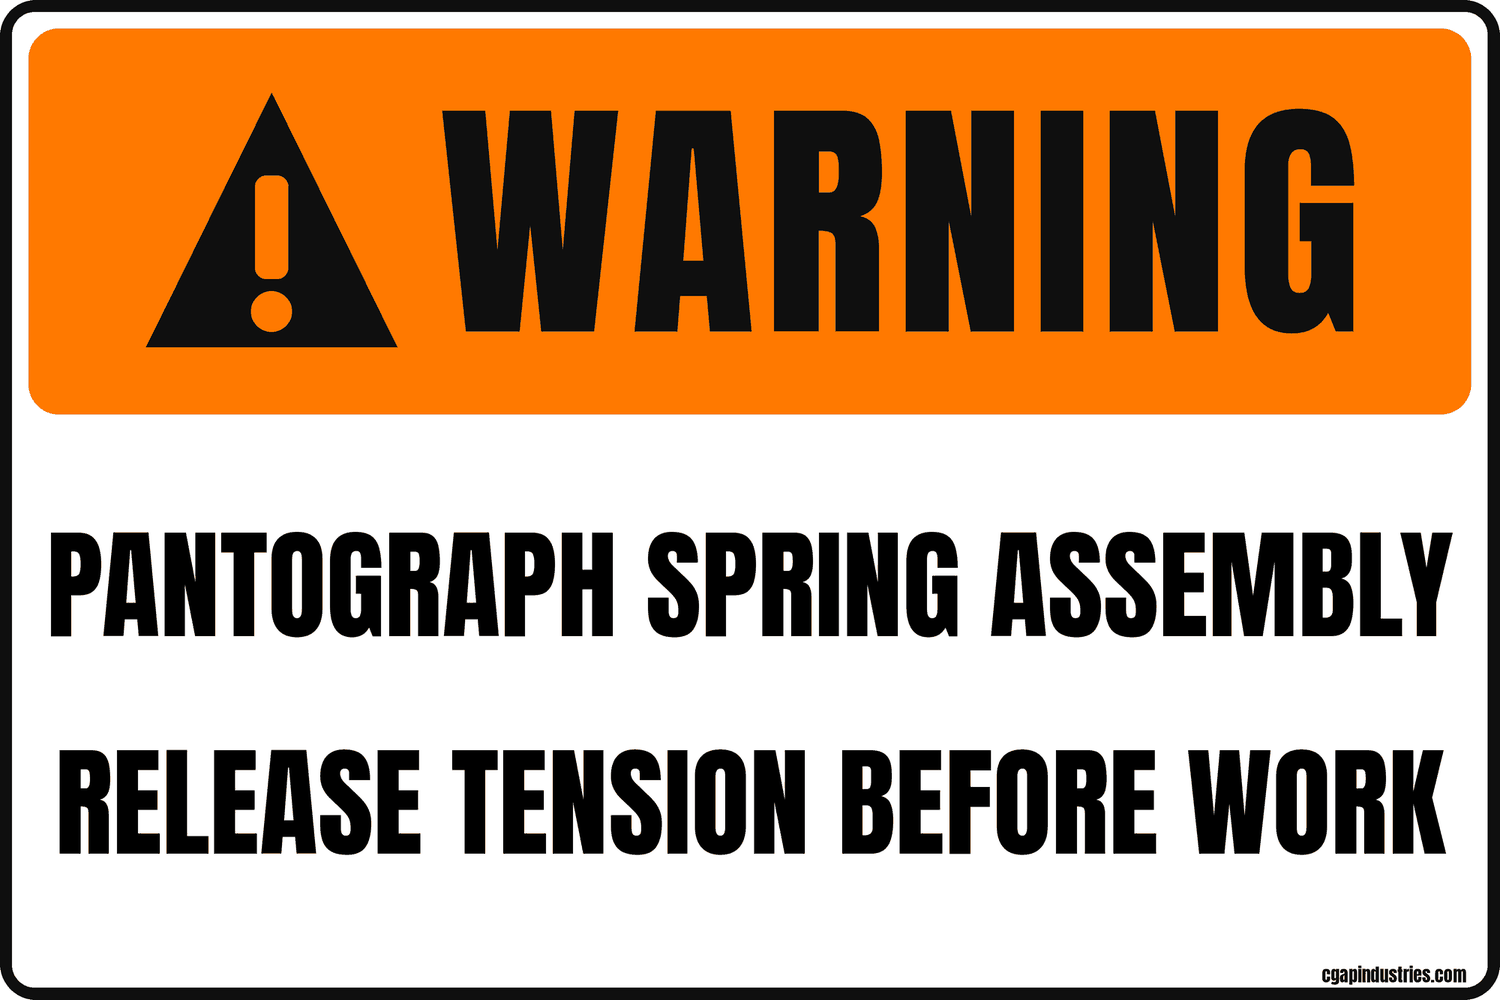 WARNING
PANTOGRAPH SPRING ASSEMBLY
RELEASE TENSION BEFORE WORK
cgapindustries.com